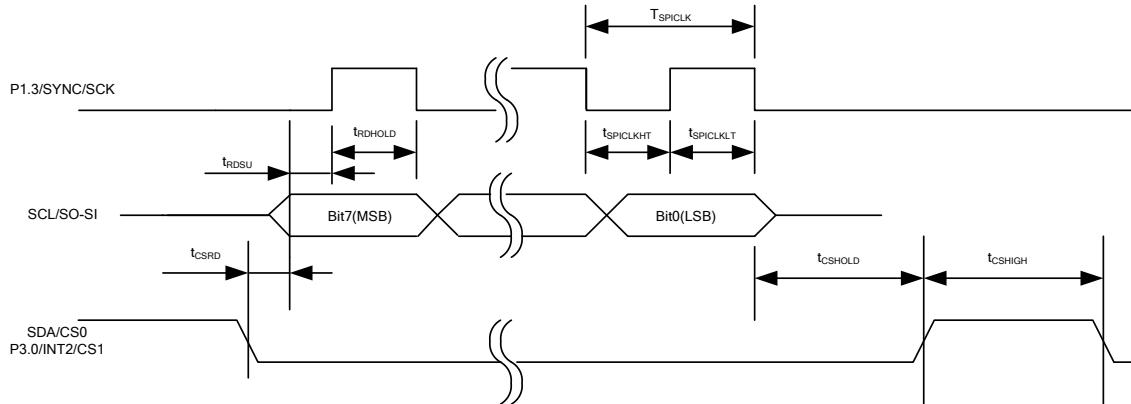 TSPICLK
P1.3/SYNC/SCK
tRDHOLD
tSPICLKHT
tSPICLKLT
tRDSU
SCL/SO-SI
Bit7(MSB)
Bit0(LSB)
tCSRD
tCSHOLD
tCSHIGH
SDA/CS0
P3.0/INT2/CS1